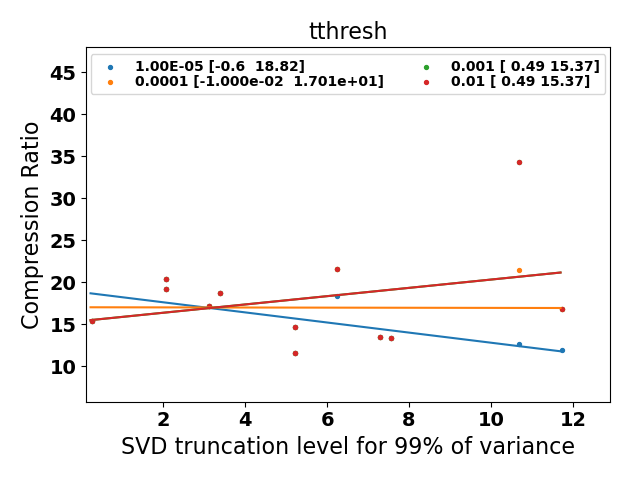 tthresh
1.00E-05 [-0.6 18.82]
0.0001 [-1.000e-02 1.701e+01]
0.001 [ 0.49 15.37]
0.01 [ 0.49 15.37]
Compression Ratio
45
40
35
30
25
20
15
10
2 4 6 8 10 12
SVD truncation level for 99% of variance